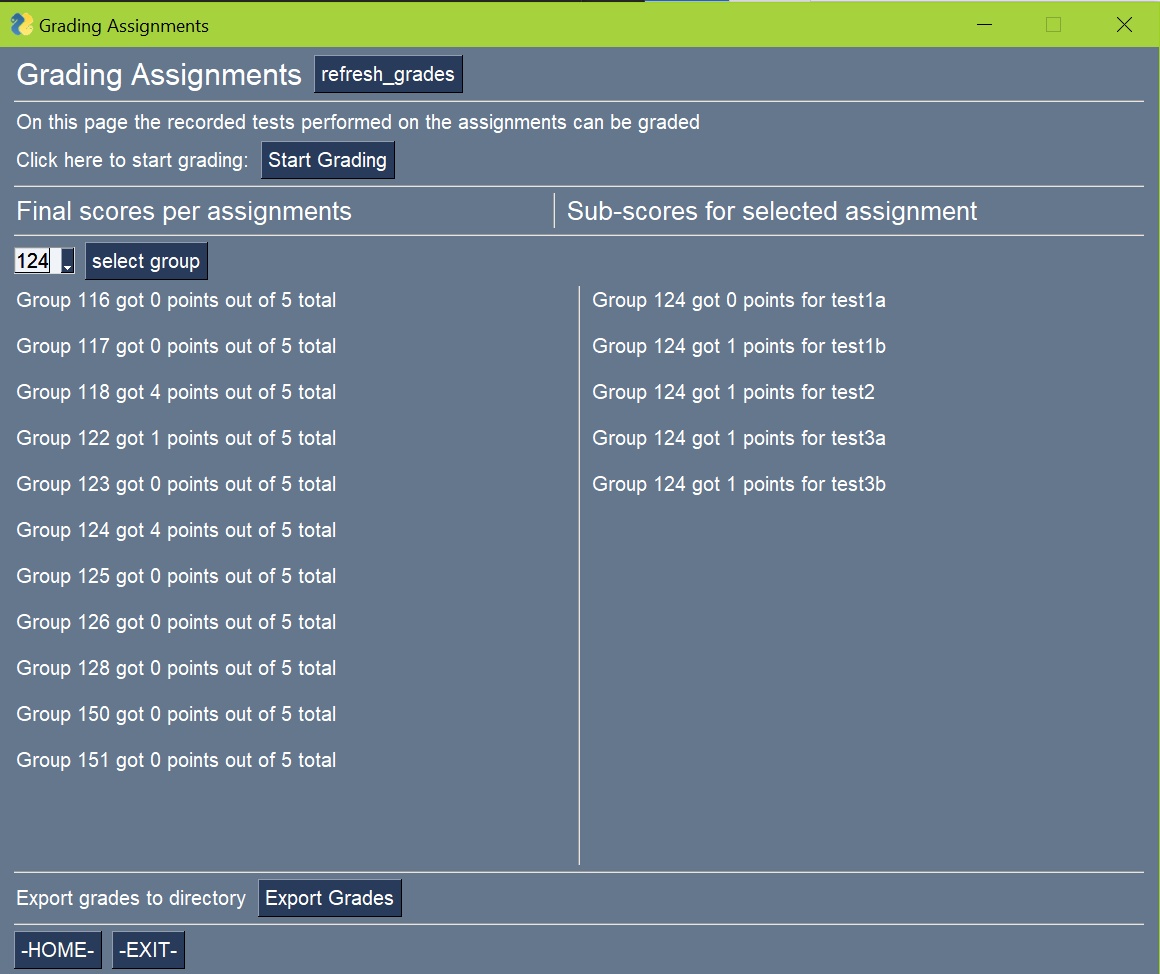 Grading Assignments
Grading Assignments refresh_grades
On this page the recorded tests performed on the assignments can be graded
Click here to start grading: Start Grading
Final scores per assignments
Sub-scores for selected assignment
124 select group
Group 116 got 0 points out of 5 total
Group 117 got 0 points out of 5 total
Group 118 got 4 points out of 5 total
Group 122 got 1 points out of 5 total
Group 123 got 0 points out of 5 total
Group 124 got 4 points out of 5 total
Group 125 got 0 points out of 5 total
Group 126 got 0 points out of 5 total
Group 128 got 0 points out of 5 total
Group 150 got 0 points out of 5 total
Group 151 got 0 points out of 5 total
Group 124 got 0 points for test1a
Group 124 got 1 points for test1b
Group 124 got 1 points for test2
Group 124 got 1 points for test3a
Group 124 got 1 points for test3b
Export grades to directory Export Grades
-HOME- -EXIT-